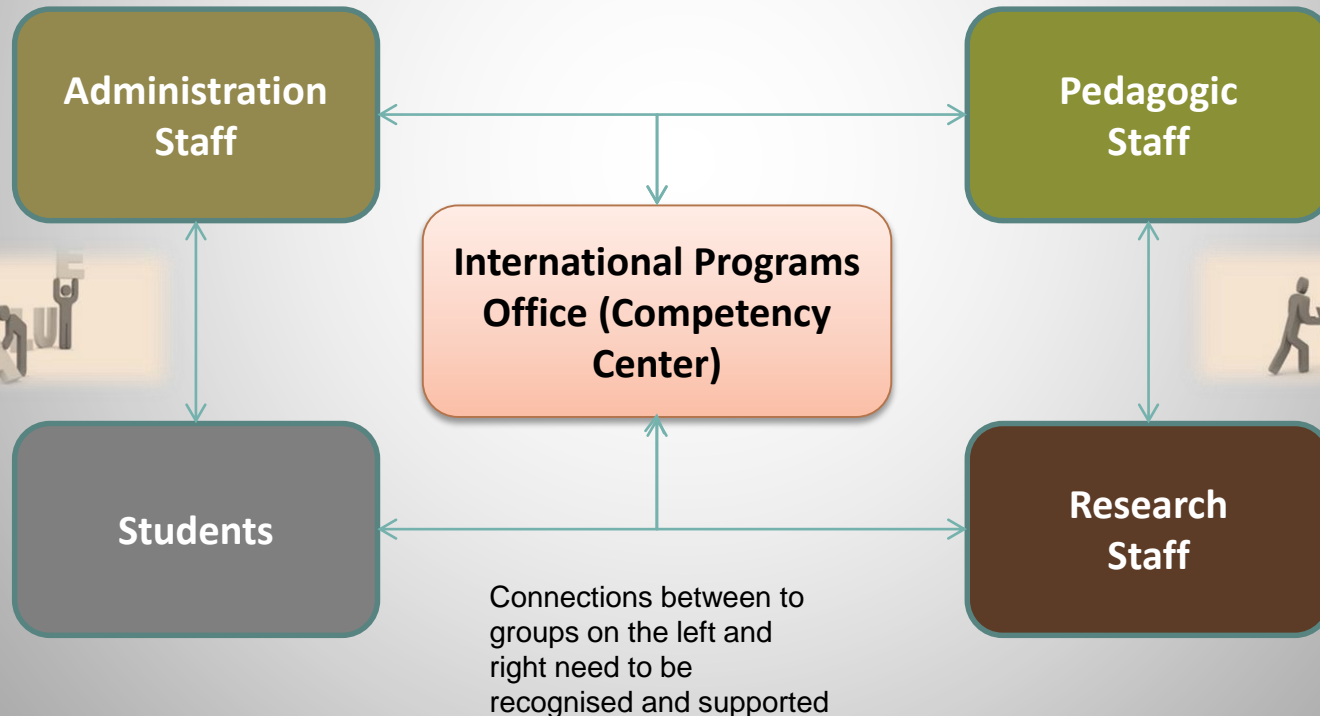 Administration
Staff
Pedagogic
Staff
International Programs
Office (Competency
Center)
Students
Research
Staff
Connections between to
groups on the left and
right need to be
recognised and supported